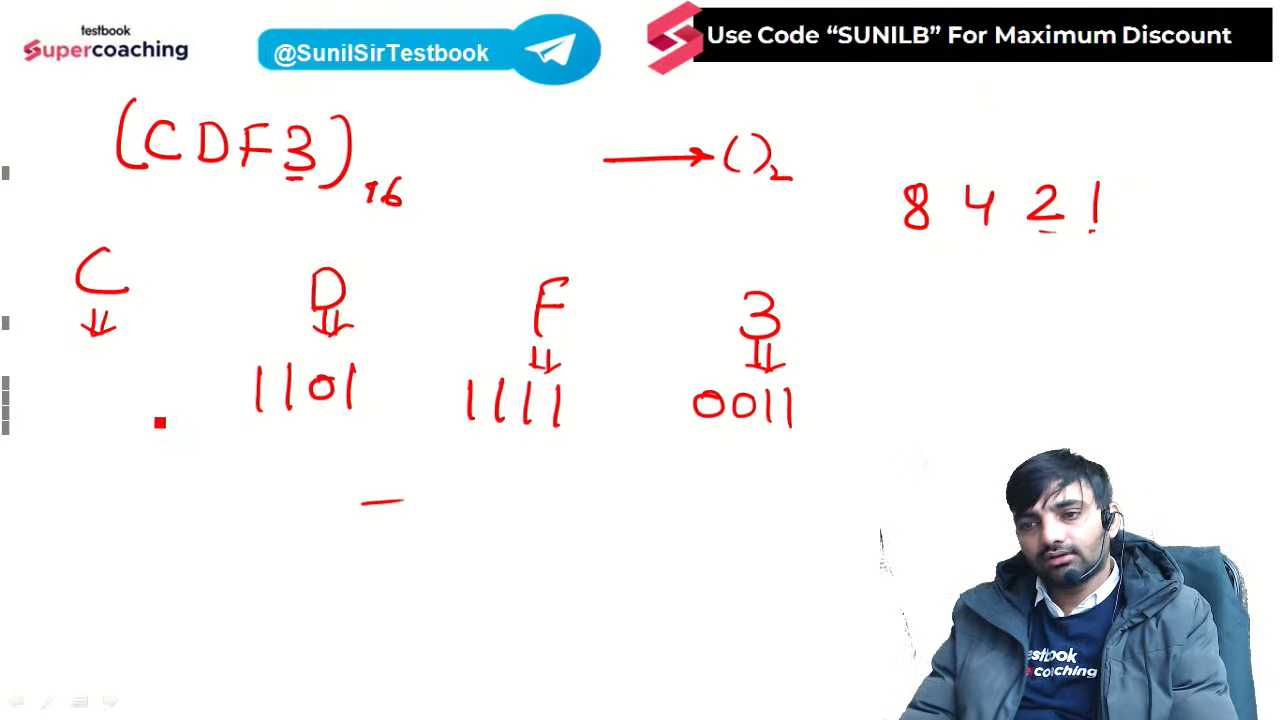 testbook
Supercoaching
@SunilSirTestbook
Use Code “SUNILB” For Maximum Discount
(CDF3)16 → ()2
8 4 2 1
C D F 3
1101 1111 0011
testbook
coaching